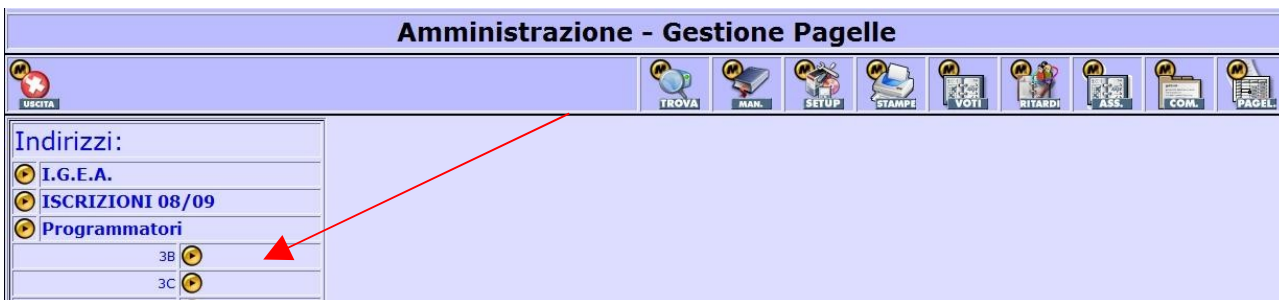 Amministrazione - Gestione Pagelle
USCITA TROVA MAN. SETUP STAMPE VOTI RITARDI ASS. COM. PAGEL.
Indirizzi:
I.G.E.A.
ISCRIZIONI 08/09
Programmatori
3B
3C